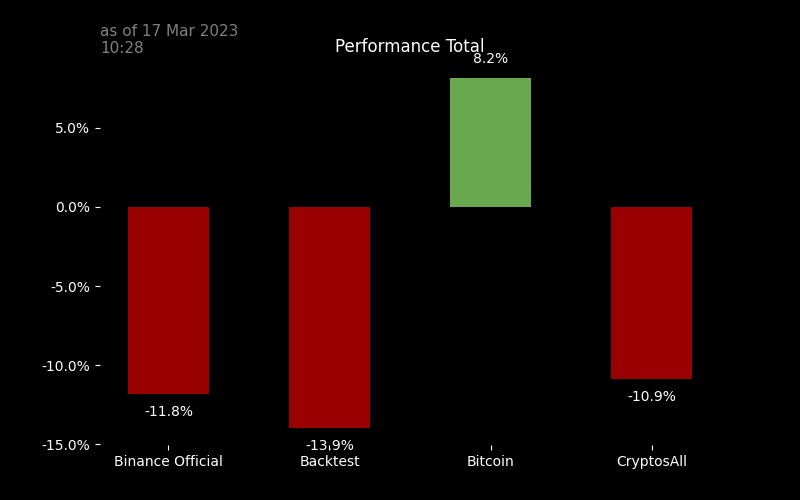 as of 17 Mar 2023
10:28
Performance Total
8.2%
5.0%
0.0%
-5.0%
-10.0%
-15.0%
-11.8%
-13.9%
-10.9%
Binance Official
Backtest
Bitcoin
CryptosAll